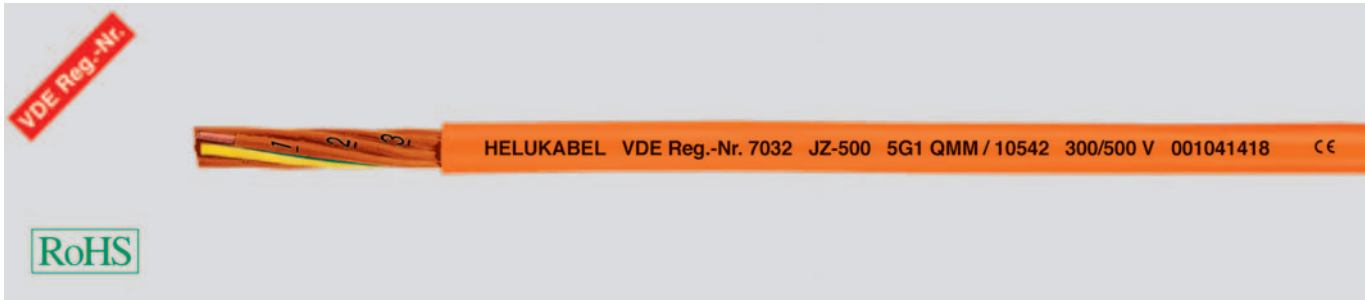 VDE Reg.-Nr.
1 2 3
HELUKABEL VDE Reg.-Nr. 7032 JZ-500 5G1 QMM / 10542 300/500 V 001041418 CE
RoHS